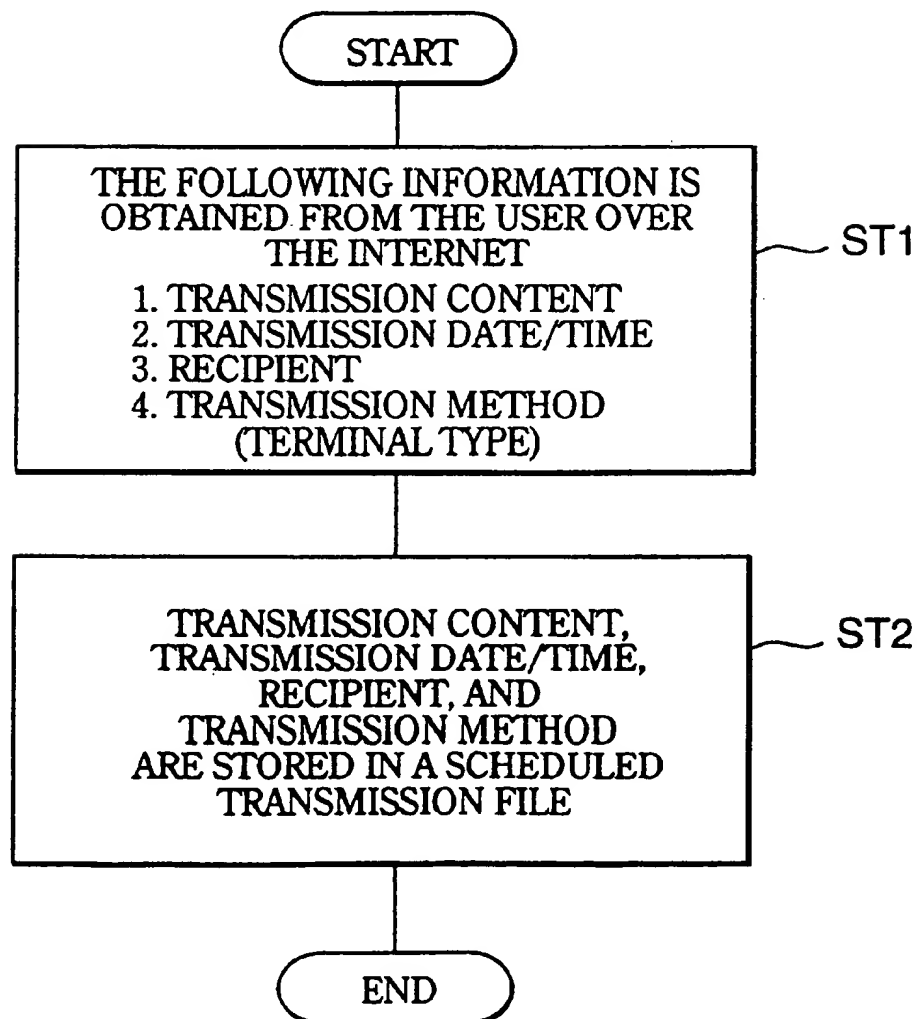 START
THE FOLLOWING INFORMATION IS
OBTAINED FROM THE USER OVER
THE INTERNET
1. TRANSMISSION CONTENT
2. TRANSMISSION DATE/TIME
3. RECIPIENT
4. TRANSMISSION METHOD
(TERMINAL TYPE)
ST1
TRANSMISSION CONTENT,
TRANSMISSION DATE/TIME,
RECIPIENT, AND
TRANSMISSION METHOD
ARE STORED IN A SCHEDULED
TRANSMISSION FILE
ST2
END